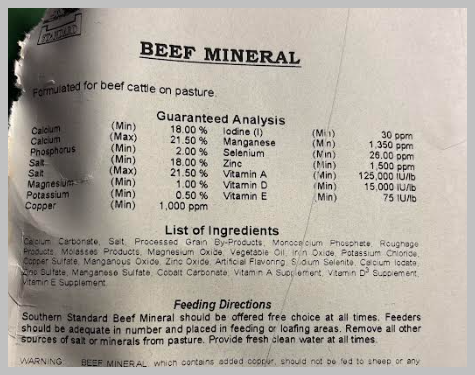 STANDARD
BEEF MINERAL
Formulated for beef cattle on pasture.
Guaranteed Analysis
Calcium (Min) 18.00 % Iodine (I) (Min) 30 ppm
Calcium (Max) 21.50 % Manganese (Min) 1,350 ppm
Phosphorus (Min) 2.00 % Selenium (Min) 26.00 ppm
Salt (Min) 18.00 % Zinc (Min) 1,500 ppm
Salt (Max) 21.50 % Vitamin A (Min) 125,000 IU/lb
Magnesium (Min) 1.00 % Vitamin D (Min) 15,000 IU/lb
Potassium (Min) 0.50 % Vitamin E (Min) 75 IU/lb
Copper (Min) 1,000 ppm
List of Ingredients
Calcium Carbonate, Salt, Processed Grain By-Products, Monocalcium Phosphate, Roughage
Products, Molasses Products, Magnesium Oxide, Vegetable Oil, Iron Oxide, Potassium Chloride,
Copper Sulfate, Manganous Oxide, Zinc Oxide, Artificial Flavoring, Sodium Selenite, Calcium Iodate,
Zinc Sulfate, Manganese Sulfate, Cobalt Carbonate, Vitamin A Supplement, Vitamin D3 Supplement,
Vitamin E Supplement.
Feeding Directions
Southern Standard Beef Mineral should be offered free choice at all times. Feeders
should be adequate in number and placed in feeding or loafing areas. Remove all other
sources of salt or minerals from pasture. Provide fresh clean water at all times.
WARNING: BEEF MINERAL, which contains added copper, should not be fed to sheep or any